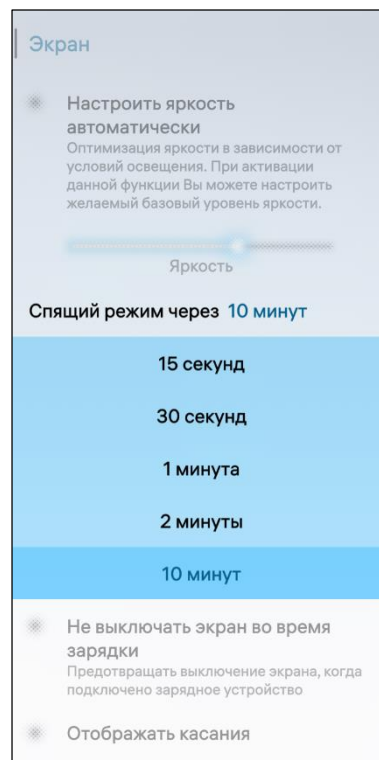 Экран
Настроить яркость
автоматически
Оптимизация яркости в зависимости от
условий освещения. При активации
данной функции Вы можете настроить
желаемый базовый уровень яркости.
Яркость
Спящий режим через 10 минут
15 секунд
30 секунд
1 минута
2 минуты
10 минут
Не выключать экран во время
зарядки
Предотвращать выключение экрана, когда
подключено зарядное устройство
Отображать касания